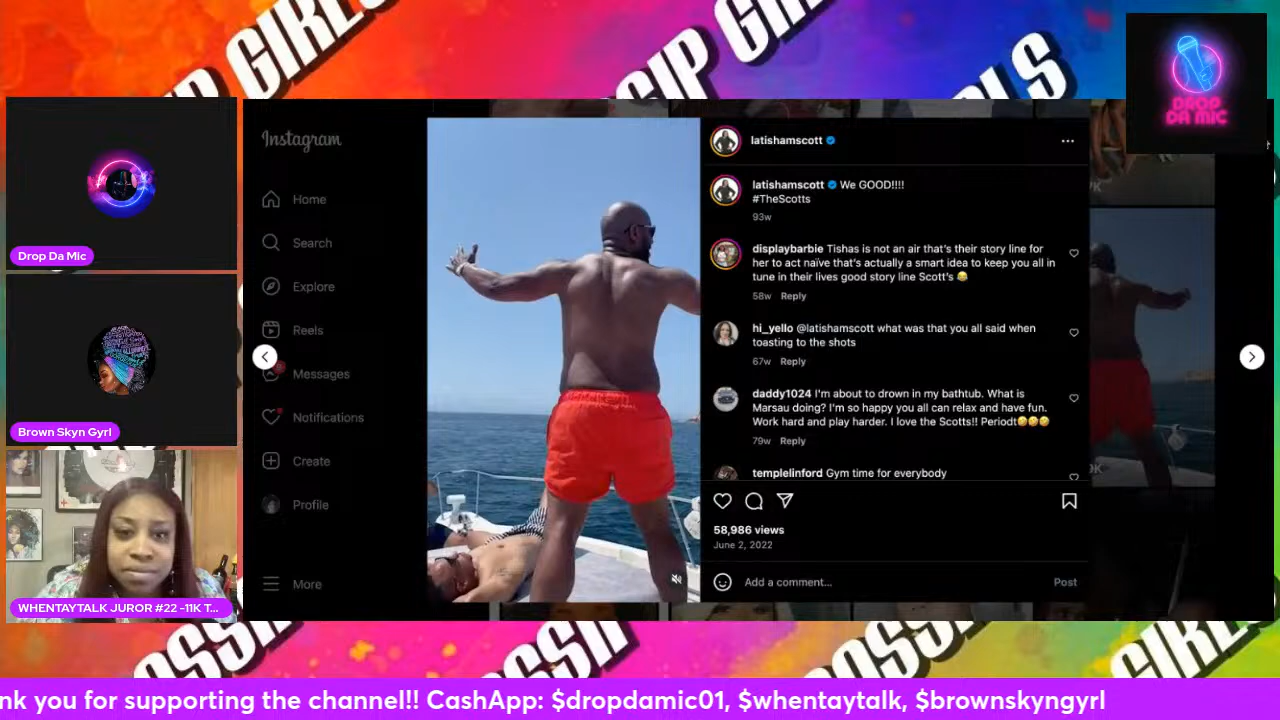 GOSSIP GIRLS
DROP
DA MIC
Drop Da Mic
Brown Skyn Gyrl
WHENTAYTALK JUROR #22 -11K T...
Instagram
Home
Search
Explore
Reels
Messages
Notifications
Create
Profile
More
latishamscott
latishamscott We GOOD!!!!
#TheScotts
93w
displaybarbie Tishas is not an air that's their story line for
her to act naïve that's actually a smart idea to keep you all in
tune in their lives good story line Scott's 😂
58w Reply
hi_yello @latishamscott what was that you all said when
toasting to the shots
67w Reply
daddy1024 I'm about to drown in my bathtub. What is
Marsau doing? I'm so happy you all can relax and have fun.
Work hard and play harder. I love the Scotts!! Periodt🤣🤣🤣
79w Reply
templelinford Gym time for everybody
58,986 views
June 2, 2022
Add a comment...
Post
nk you for supporting the channel!! CashApp: $dropdamic01, $whentaytalk, $brownskyngyrl